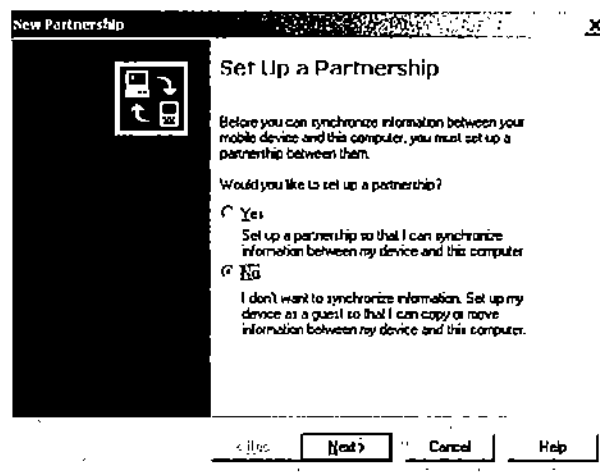 New Partnership
Set Up a Partnership
Before you can synchronize information between your
mobile device and this computer, you must set up a
partnership between them.
Would you like to set up a partnership?
Yes
Set up a partnership so that I can synchronize
information between my device and this computer
No
I don't want to synchronize information. Set up my
device as a guest so that I can copy or move
information between my device and this computer.
Next > Cancel Help